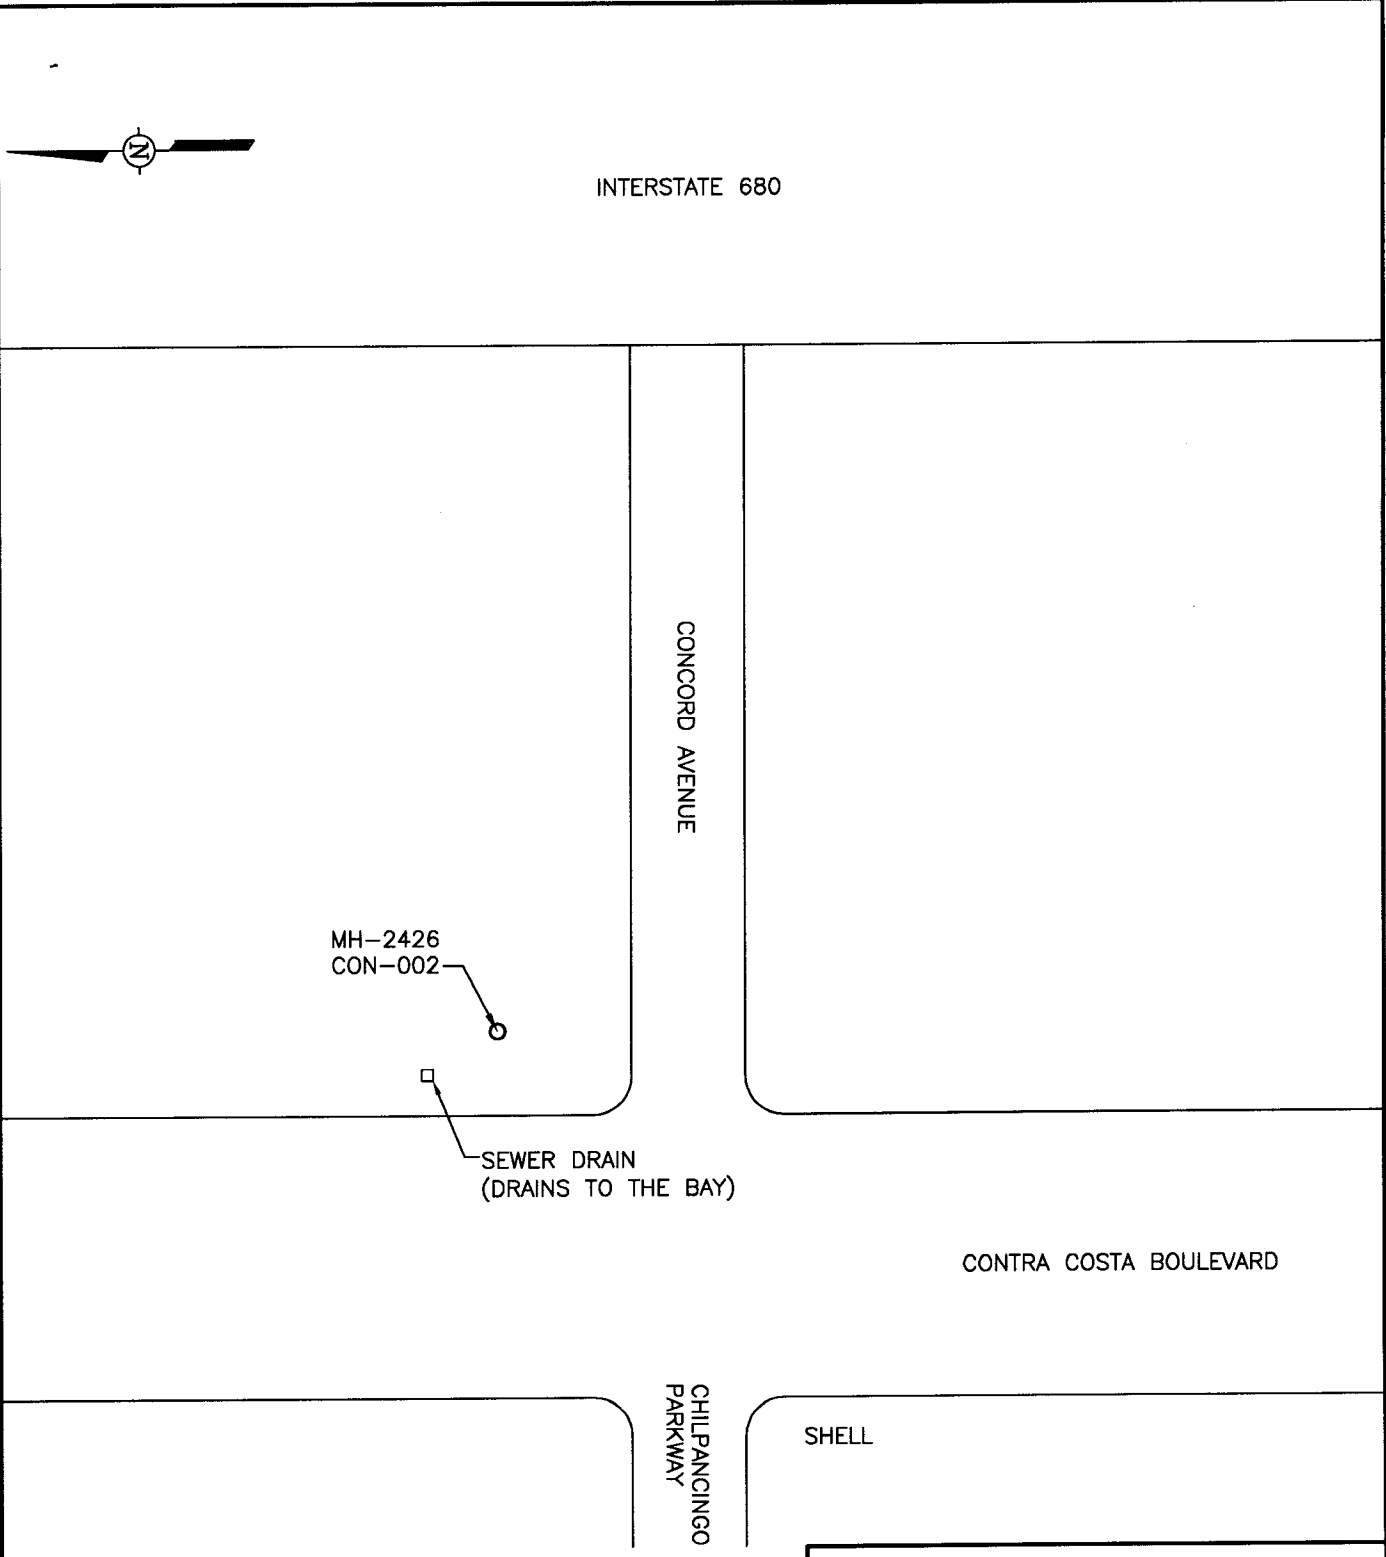 N
INTERSTATE 680
CONCORD AVENUE
MH-2426
CON-002
SEWER DRAIN
(DRAINS TO THE BAY)
CONTRA COSTA BOULEVARD
CHILPANCINGO
PARKWAY
SHELL